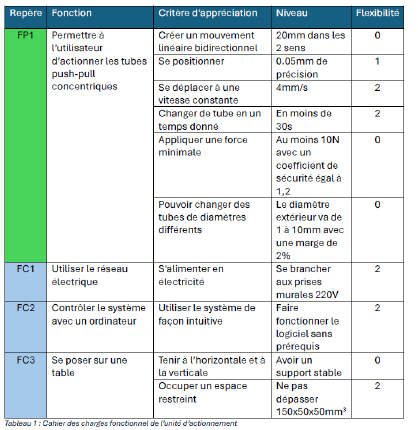 Repère Fonction Critère d'appréciation Niveau Flexibilité
FP1 Permettre à Créer un mouvement 20mm dans les 0
l'utilisateur linéaire bidirectionnel 2 sens
d'actionner les tubes Se positionner 0.05mm de 1
push-pull précision
concentriques Se déplacer à une 4mm/s 2
vitesse constante
Changer de tube en un En moins de 2
temps donné 30s
Appliquer une force Au moins 10N 0
minimale avec un
coefficient de
sécurité égal à
1,2
Pouvoir changer des Le diamètre 0
tubes de diamètres extérieur va de
différents 1 à 10mm avec
une marge de
2%
FC1 Utiliser le réseau S'alimenter en Se brancher 2
électrique électricité aux prises
murales 220V
FC2 Contrôler le système Utiliser le système de Faire 2
avec un ordinateur façon intuitive fonctionner le
logiciel sans
prérequis
FC3 Se poser sur une Tenir à l'horizontale et à Avoir un 0
table la verticale support stable
Occuper un espace Ne pas 2
restreint dépasser
150x50x50mm³
Tableau 1 : Cahier des charges fonctionnel de l'unité d'actionnement